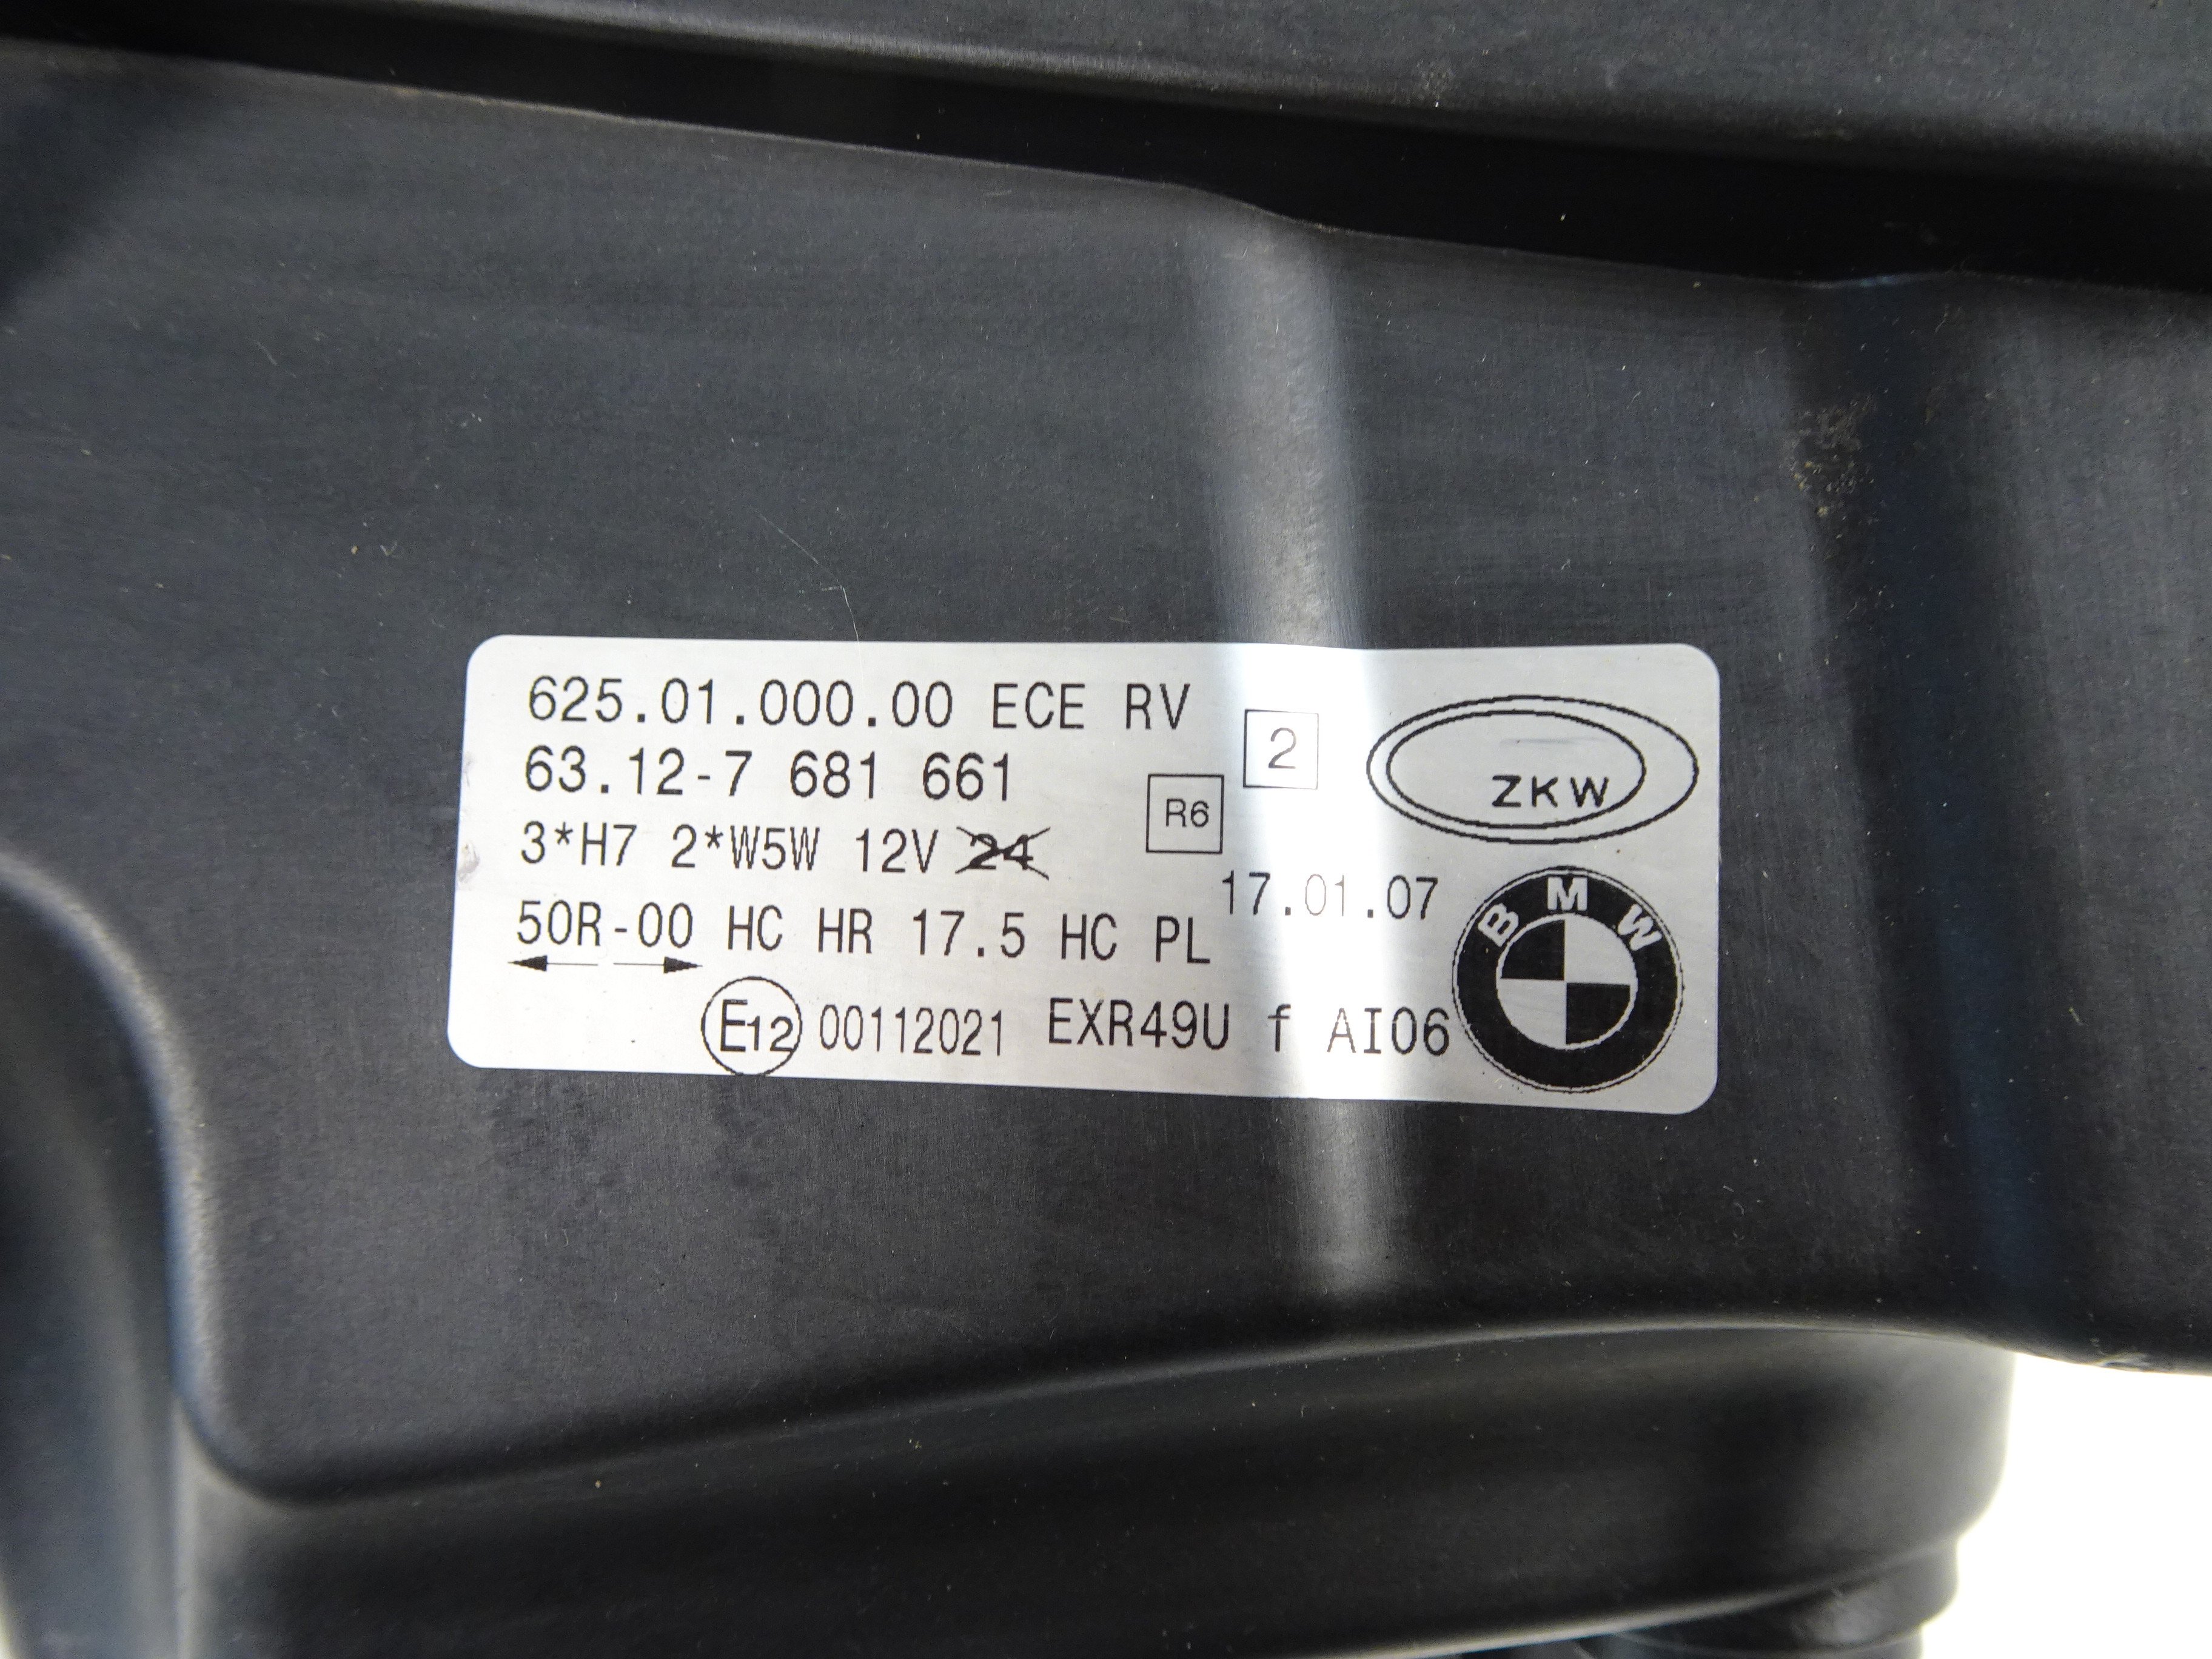 625.01.000.00 ECE RV
63.12-7 681 661
2
R6
ZKW
3*H7 2*W5W 12V 24
17.01.07
50R-00 HC HR 17.5 HC PL
BMW
E12 00112021 EXR49U f AI06